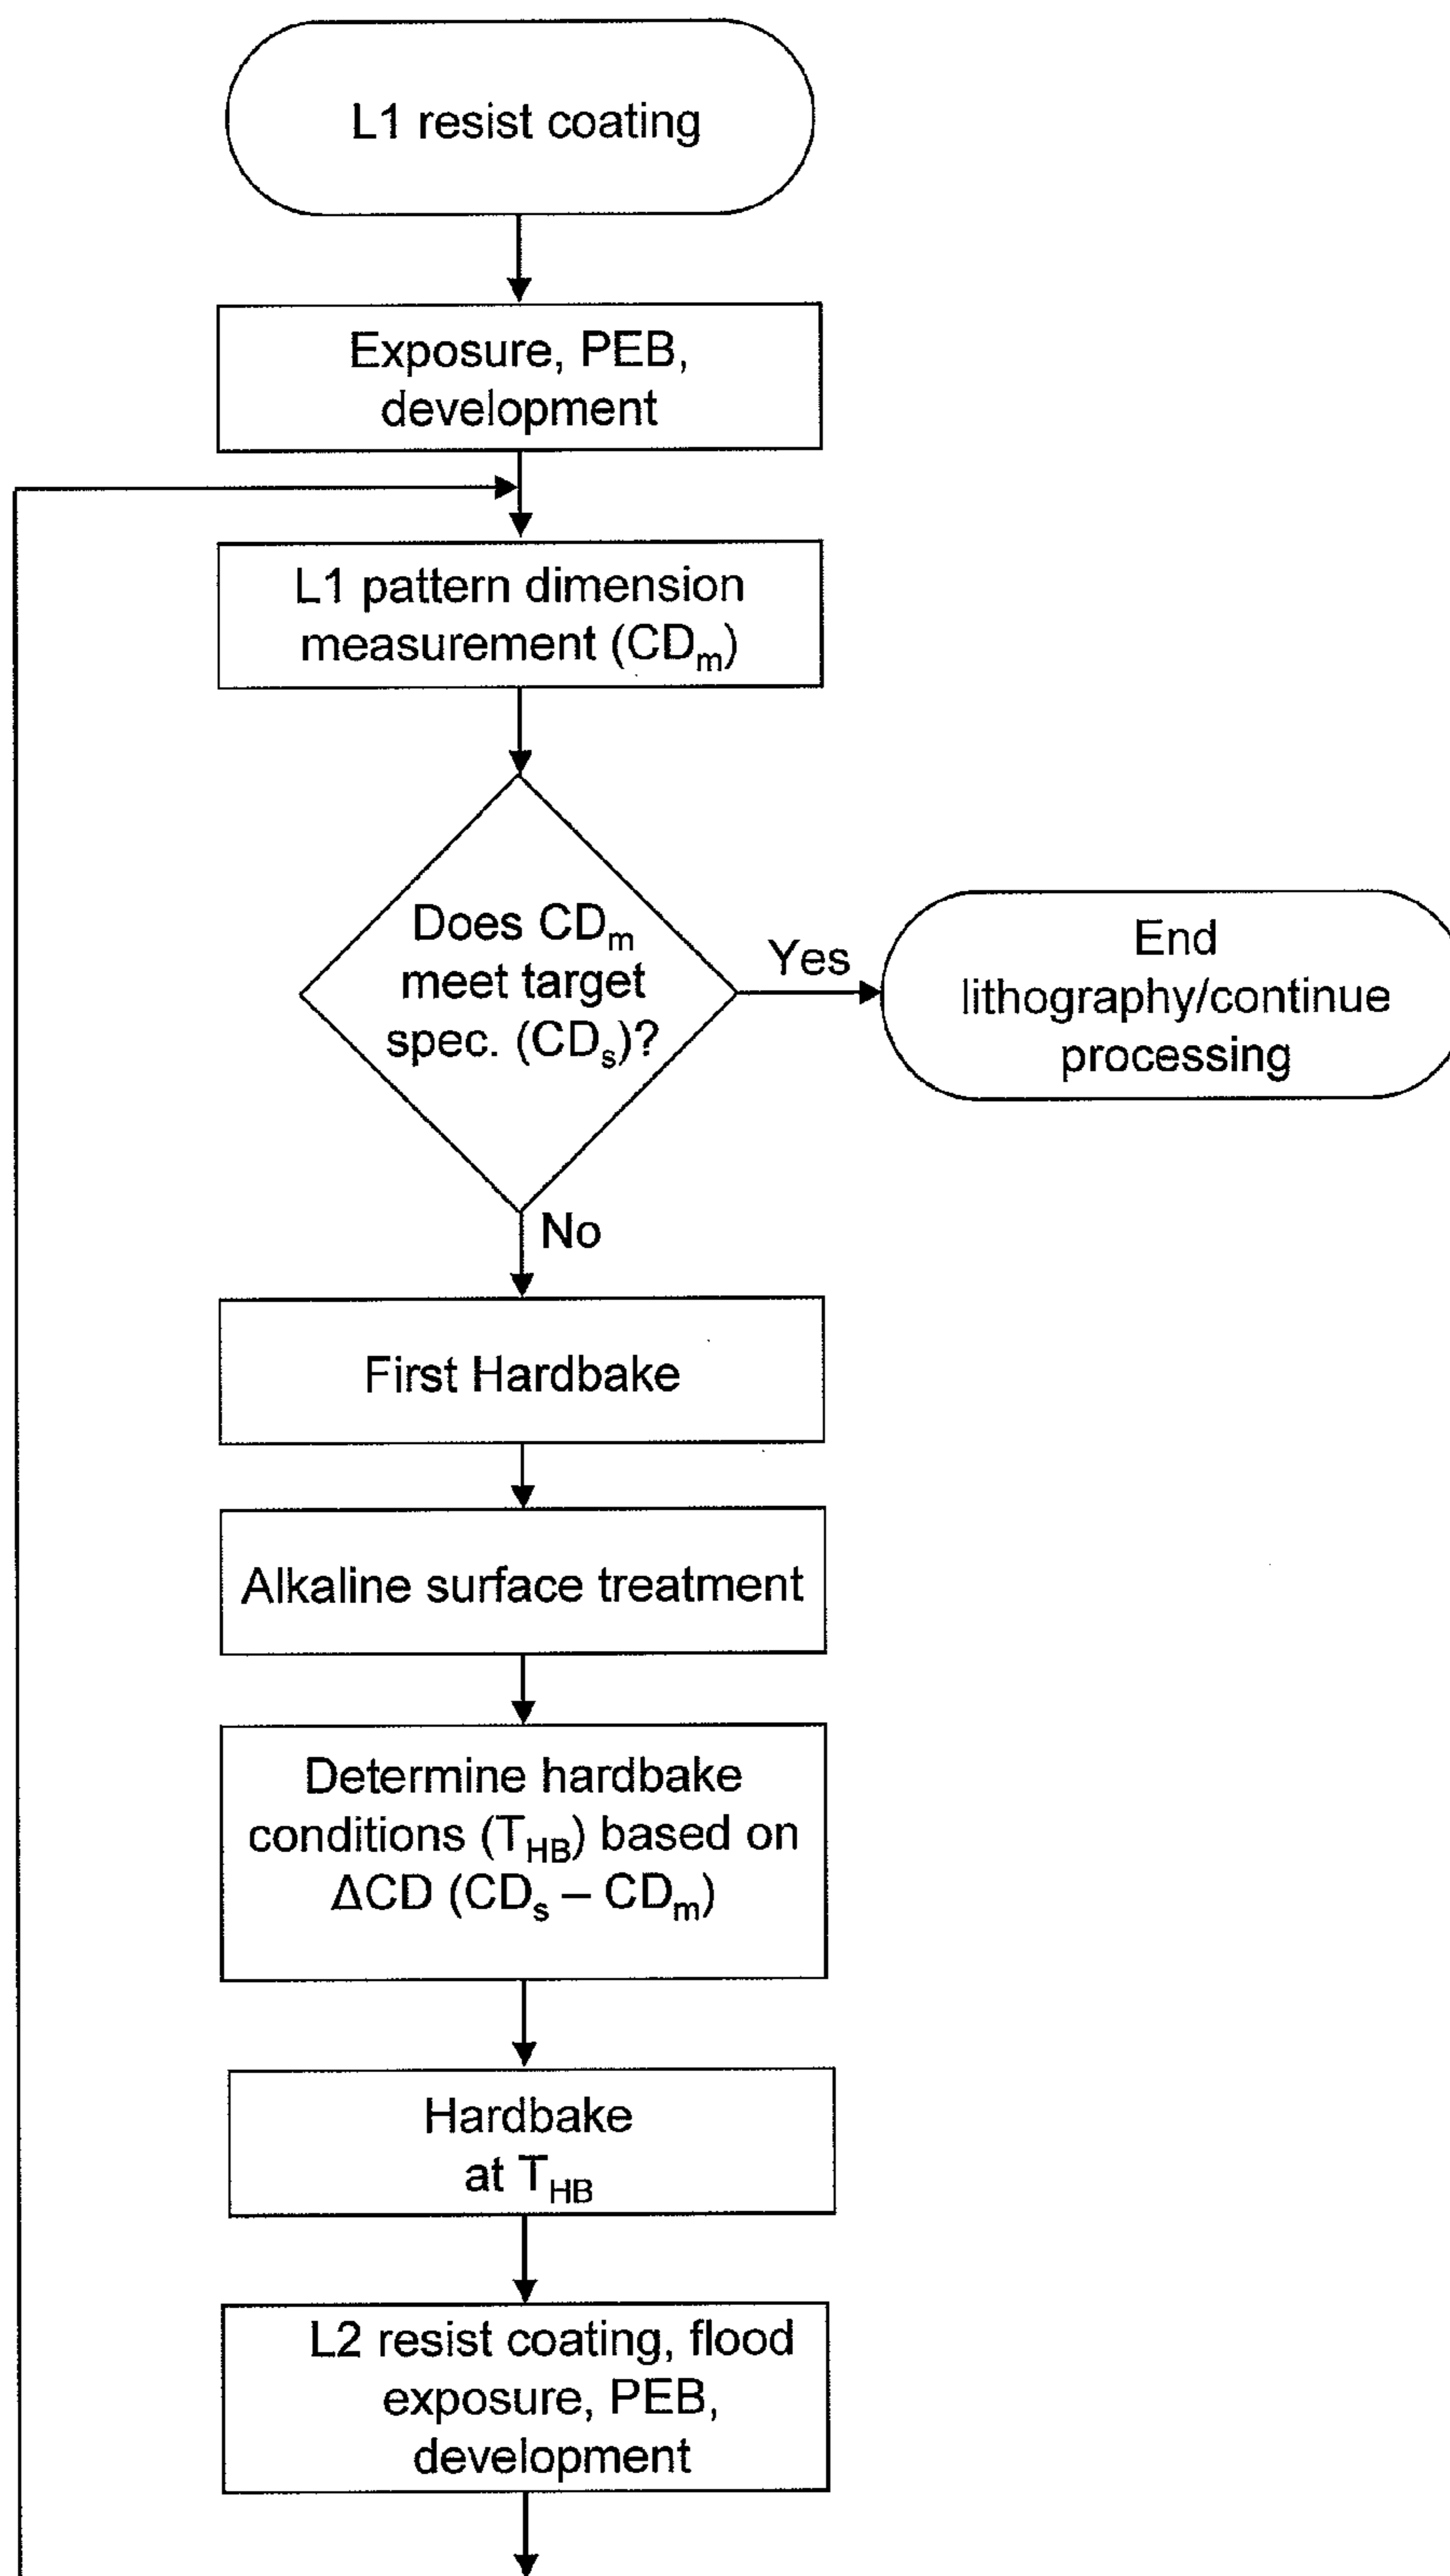 L1 resist coating
Exposure, PEB,
development
L1 pattern dimension
measurement (CDm)
Does CDm
meet target
spec. (CDs)?
Yes
End
lithography/continue
processing
No
First Hardbake
Alkaline surface treatment
Determine hardbake
conditions (THB) based on
ΔCD (CDs – CDm)
Hardbake
at THB
L2 resist coating, flood
exposure, PEB,
development